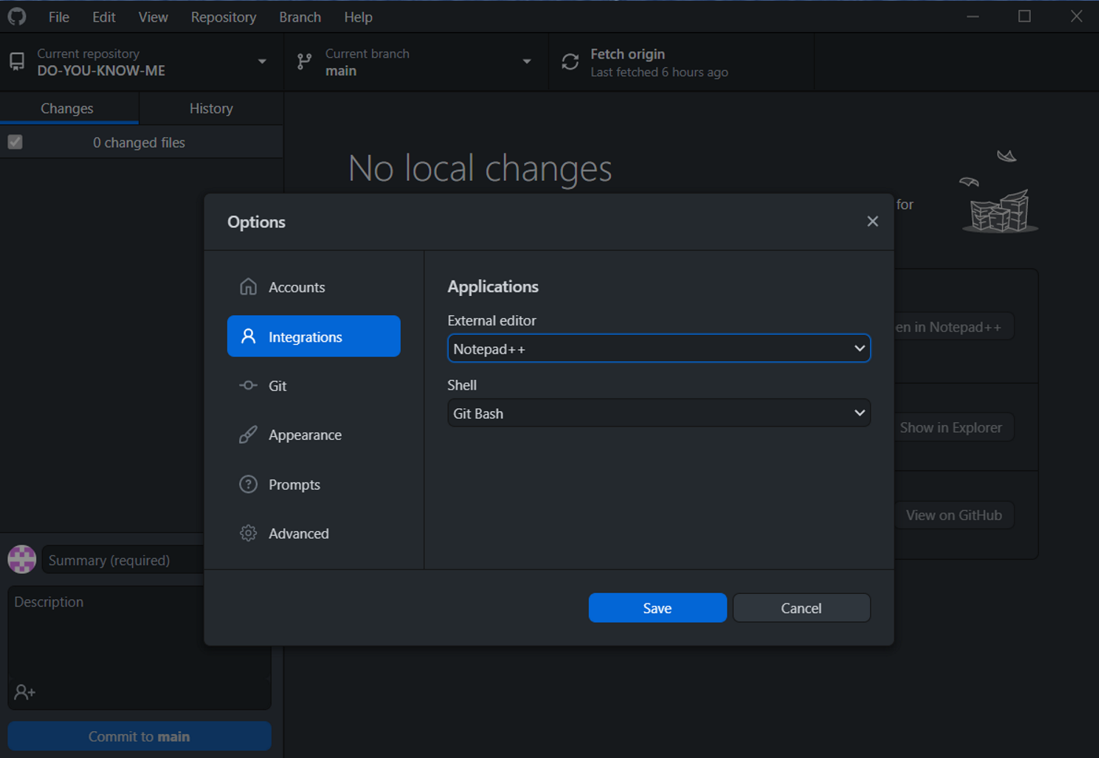 File Edit View Repository Branch Help
Current repository
DO-YOU-KNOW-ME
Current branch
main
Fetch origin
Last fetched 6 hours ago
Changes History
0 changed files
No local changes
for
Options
Accounts
Integrations
Git
Appearance
Prompts
Advanced
Applications
External editor
Notepad++
Shell
Git Bash
Save Cancel
en in Notepad++
Show in Explorer
View on GitHub
Summary (required)
Description
Commit to main